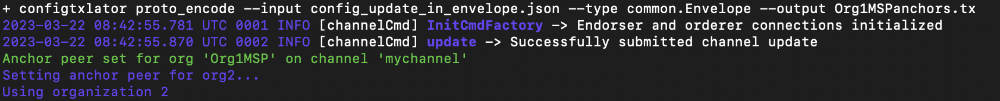 + configtxlator proto_encode --input config_update_in_envelope.json --type common.Envelope --output Org1MSPanchors.tx
2023-03-22 08:42:55.781 UTC 0001 INFO [channelCmd] InitCmdFactory -> Endorser and orderer connections initialized
2023-03-22 08:42:55.870 UTC 0002 INFO [channelCmd] update -> Successfully submitted channel update
Anchor peer set for org 'Org1MSP' on channel 'mychannel'
Setting anchor peer for org2...
Using organization 2